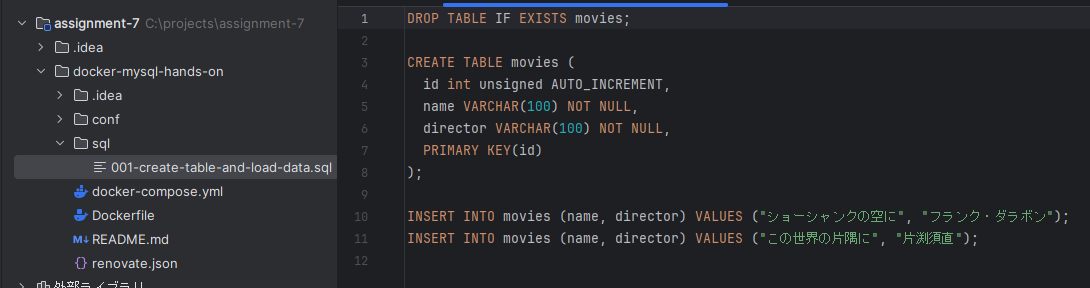 assignment-7 C:\projects\assignment-7
.idea
docker-mysql-hands-on
.idea
conf
sql
001-create-table-and-load-data.sql
docker-compose.yml
Dockerfile
M↓ README.md
{} renovate.json
外部ライブラリ
1 DROP TABLE IF EXISTS movies;
2
3 CREATE TABLE movies (
4 id int unsigned AUTO_INCREMENT,
5 name VARCHAR(100) NOT NULL,
6 director VARCHAR(100) NOT NULL,
7 PRIMARY KEY(id)
8 );
9
10 INSERT INTO movies (name, director) VALUES ("ショーシャンクの空に", "フランク・ダラボン");
11 INSERT INTO movies (name, director) VALUES ("この世界の片隅に", "片渕須直");
12